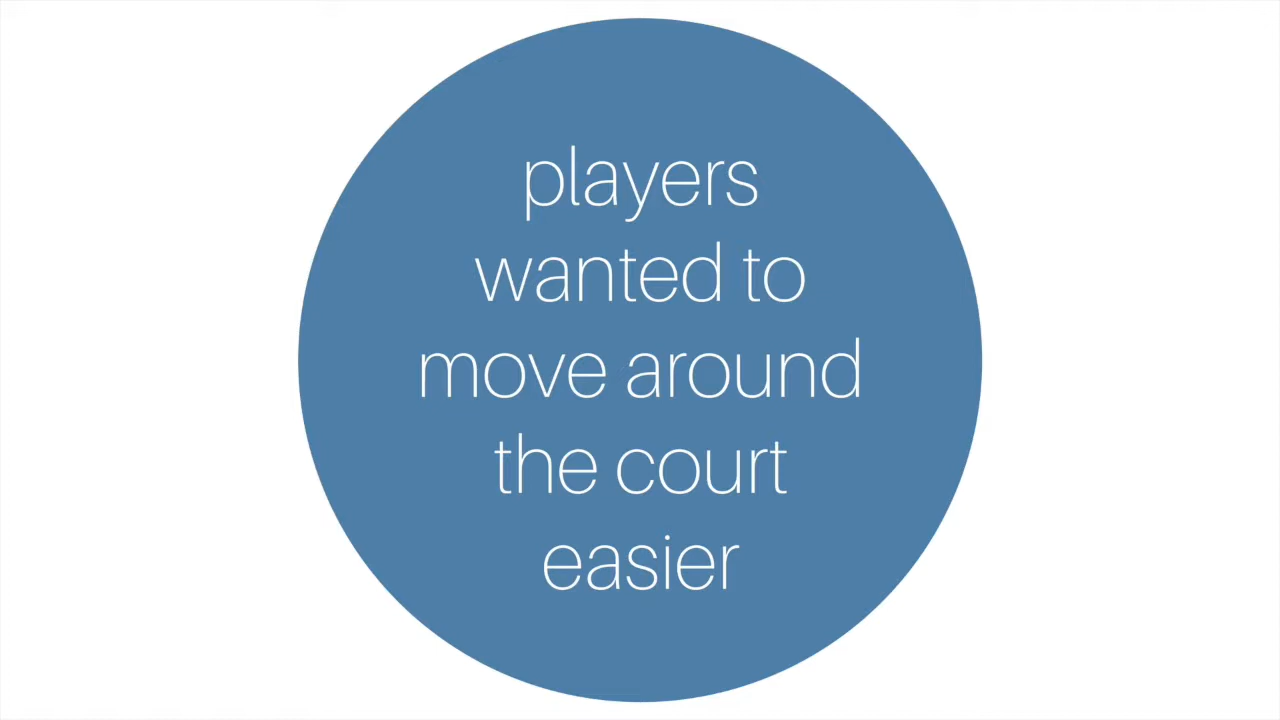 players
wanted to
move around
the court
easier